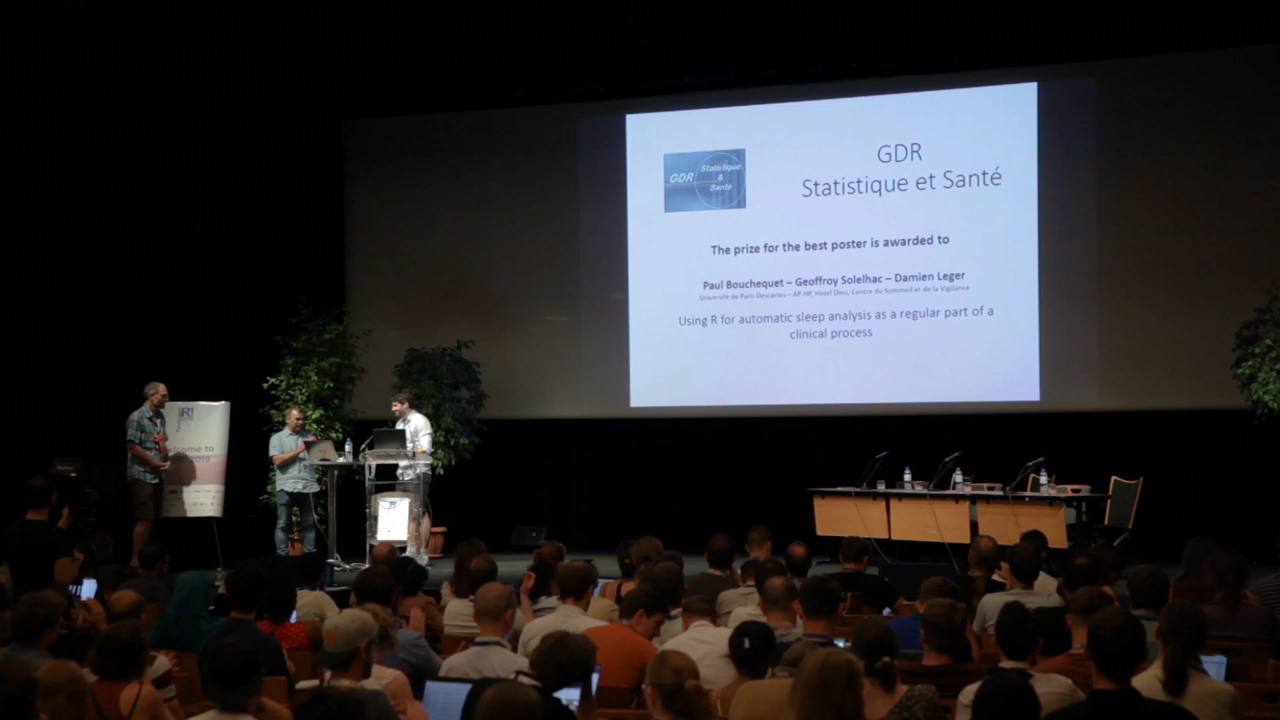 GDR
Statistique
&
Santé
GDR
Statistique et Santé
The prize for the best poster is awarded to
Paul Bouchequet – Geoffroy Solelhac – Damien Leger
Université de Paris Descartes – AP-HP, Hotel Dieu, Centre du Sommeil et de la Vigilance
Using R for automatic sleep analysis as a regular part of a
clinical process
R!
to
2019